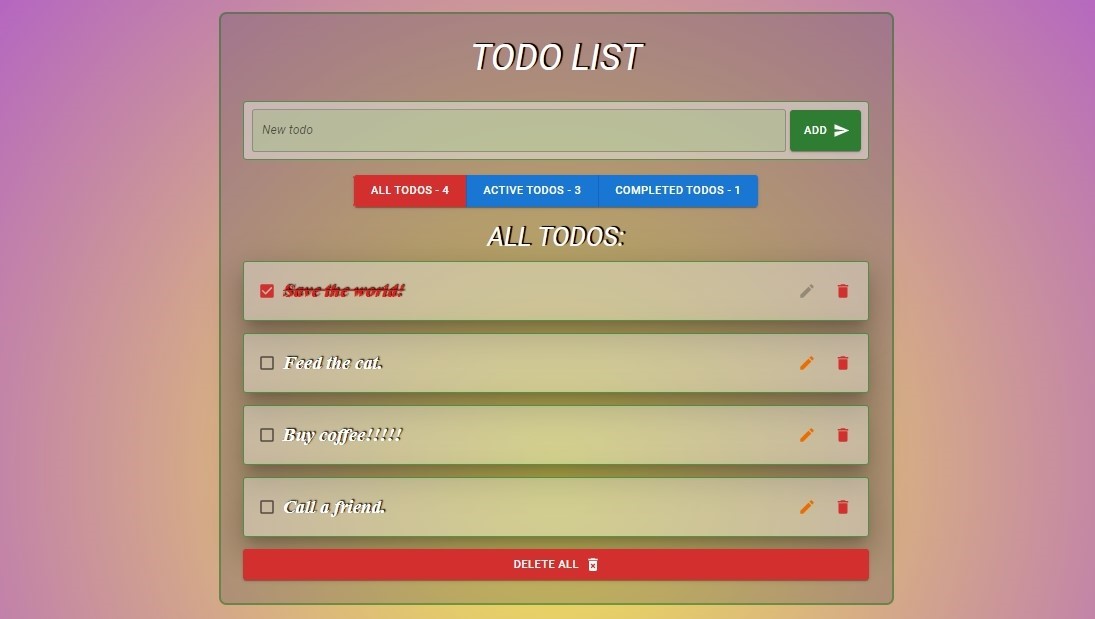 TODO LIST
New todo
ADD
ALL TODOS - 4
ACTIVE TODOS - 3
COMPLETED TODOS - 1
ALL TODOS:
Save the world!
Feed the cat.
Buy coffee!!!!!
Call a friend.
DELETE ALL